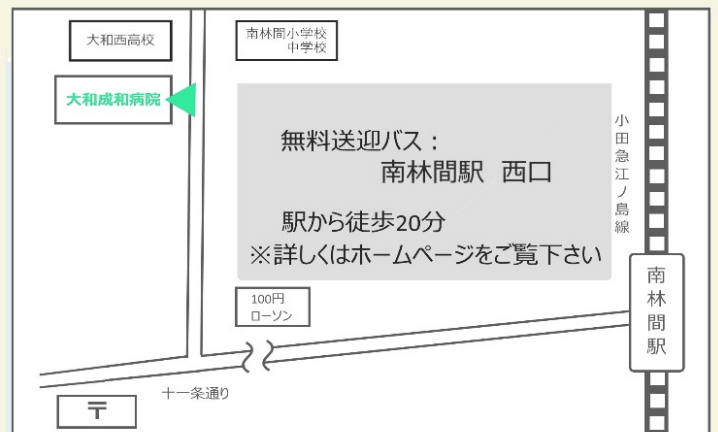 大和西高校
南林間小学校
中学校
大和成和病院
無料送迎バス：
南林間駅 西口
駅から徒歩20分
※詳しくはホームページをご覧下さい
小田急江ノ島線
100円
ローソン
南林間駅
十一条通り
〒